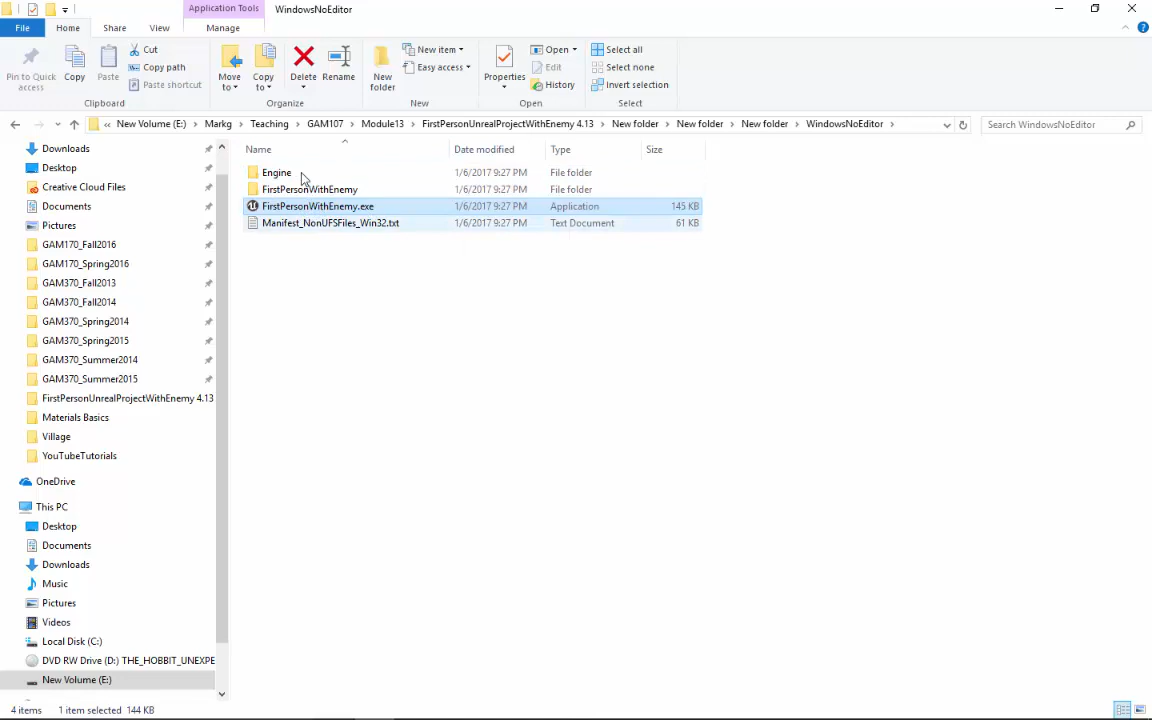 Application Tools
WindowsNoEditor
File
Home
Share
View
Manage
Pin to Quick access
Copy
Paste
Cut
Copy path
Paste shortcut
Clipboard
Move to
Copy to
Delete
Rename
Organize
New folder
New item
Easy access
New
Properties
Open
Edit
History
Open
Select all
Select none
Invert selection
Select
« New Volume (E:) > Markg > Teaching > GAM107 > Module13 > FirstPersonUnrealProjectWithEnemy 4.13 > New folder > New folder > New folder > WindowsNoEditor >
Search WindowsNoEditor
Name Date modified Type Size
Engine 1/6/2017 9:27 PM File folder
FirstPersonWithEnemy 1/6/2017 9:27 PM File folder
FirstPersonWithEnemy.exe 1/6/2017 9:27 PM Application 145 KB
Manifest_NonUFSFiles_Win32.txt 1/6/2017 9:27 PM Text Document 61 KB
Downloads
Desktop
Creative Cloud Files
Documents
Pictures
GAM170_Fall2016
GAM170_Spring2016
GAM370_Fall2013
GAM370_Fall2014
GAM370_Spring2014
GAM370_Spring2015
GAM370_Summer2014
GAM370_Summer2015
FirstPersonUnrealProjectWithEnemy 4.13
Materials Basics
Village
YouTubeTutorials
OneDrive
This PC
Desktop
Documents
Downloads
Music
Pictures
Videos
Local Disk (C:)
DVD RW Drive (D:) THE_HOBBIT_UNEXPE
New Volume (E:)
4 items 1 item selected 144 KB